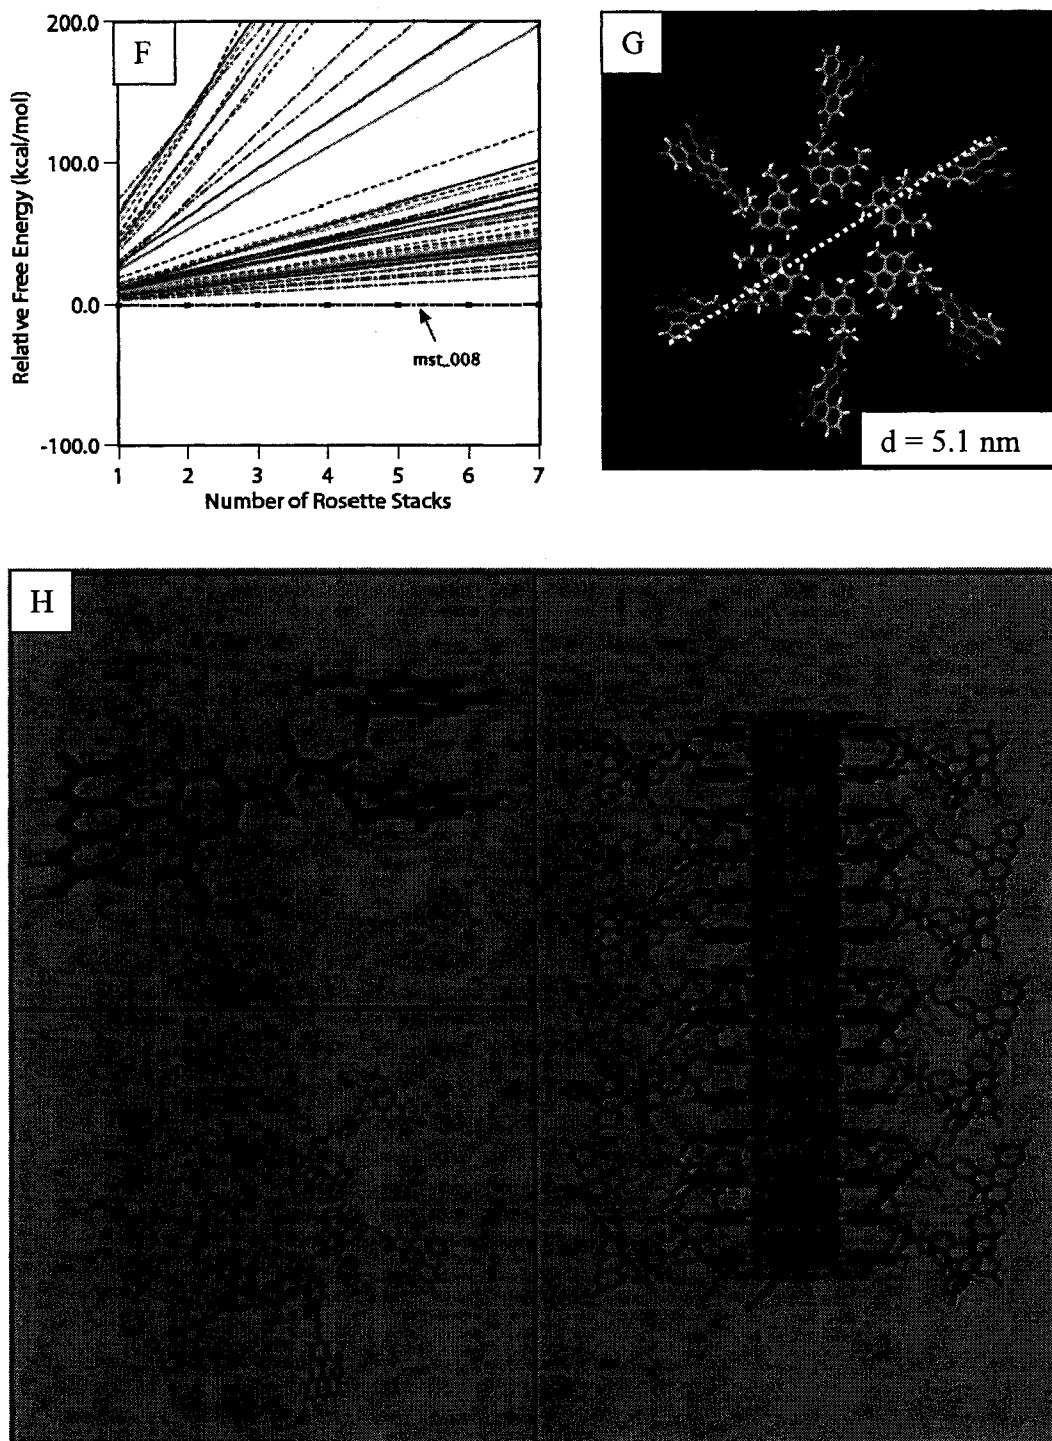 F
Relative Free Energy (kcal/mol)
200.0
100.0
0.0
-100.0
mst_008
1 2 3 4 5 6 7
Number of Rosette Stacks
G
d = 5.1 nm
H